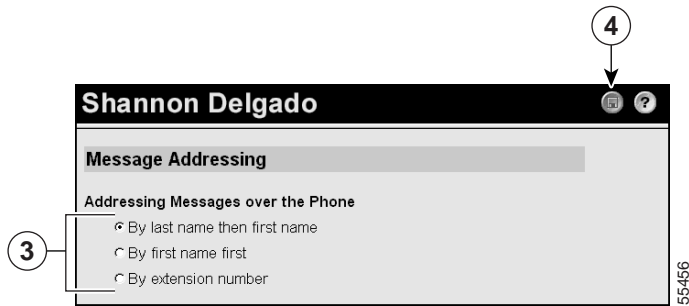 4
Shannon Delgado
?
Message Addressing
Addressing Messages over the Phone
By last name then first name
3
By first name first
By extension number
55456